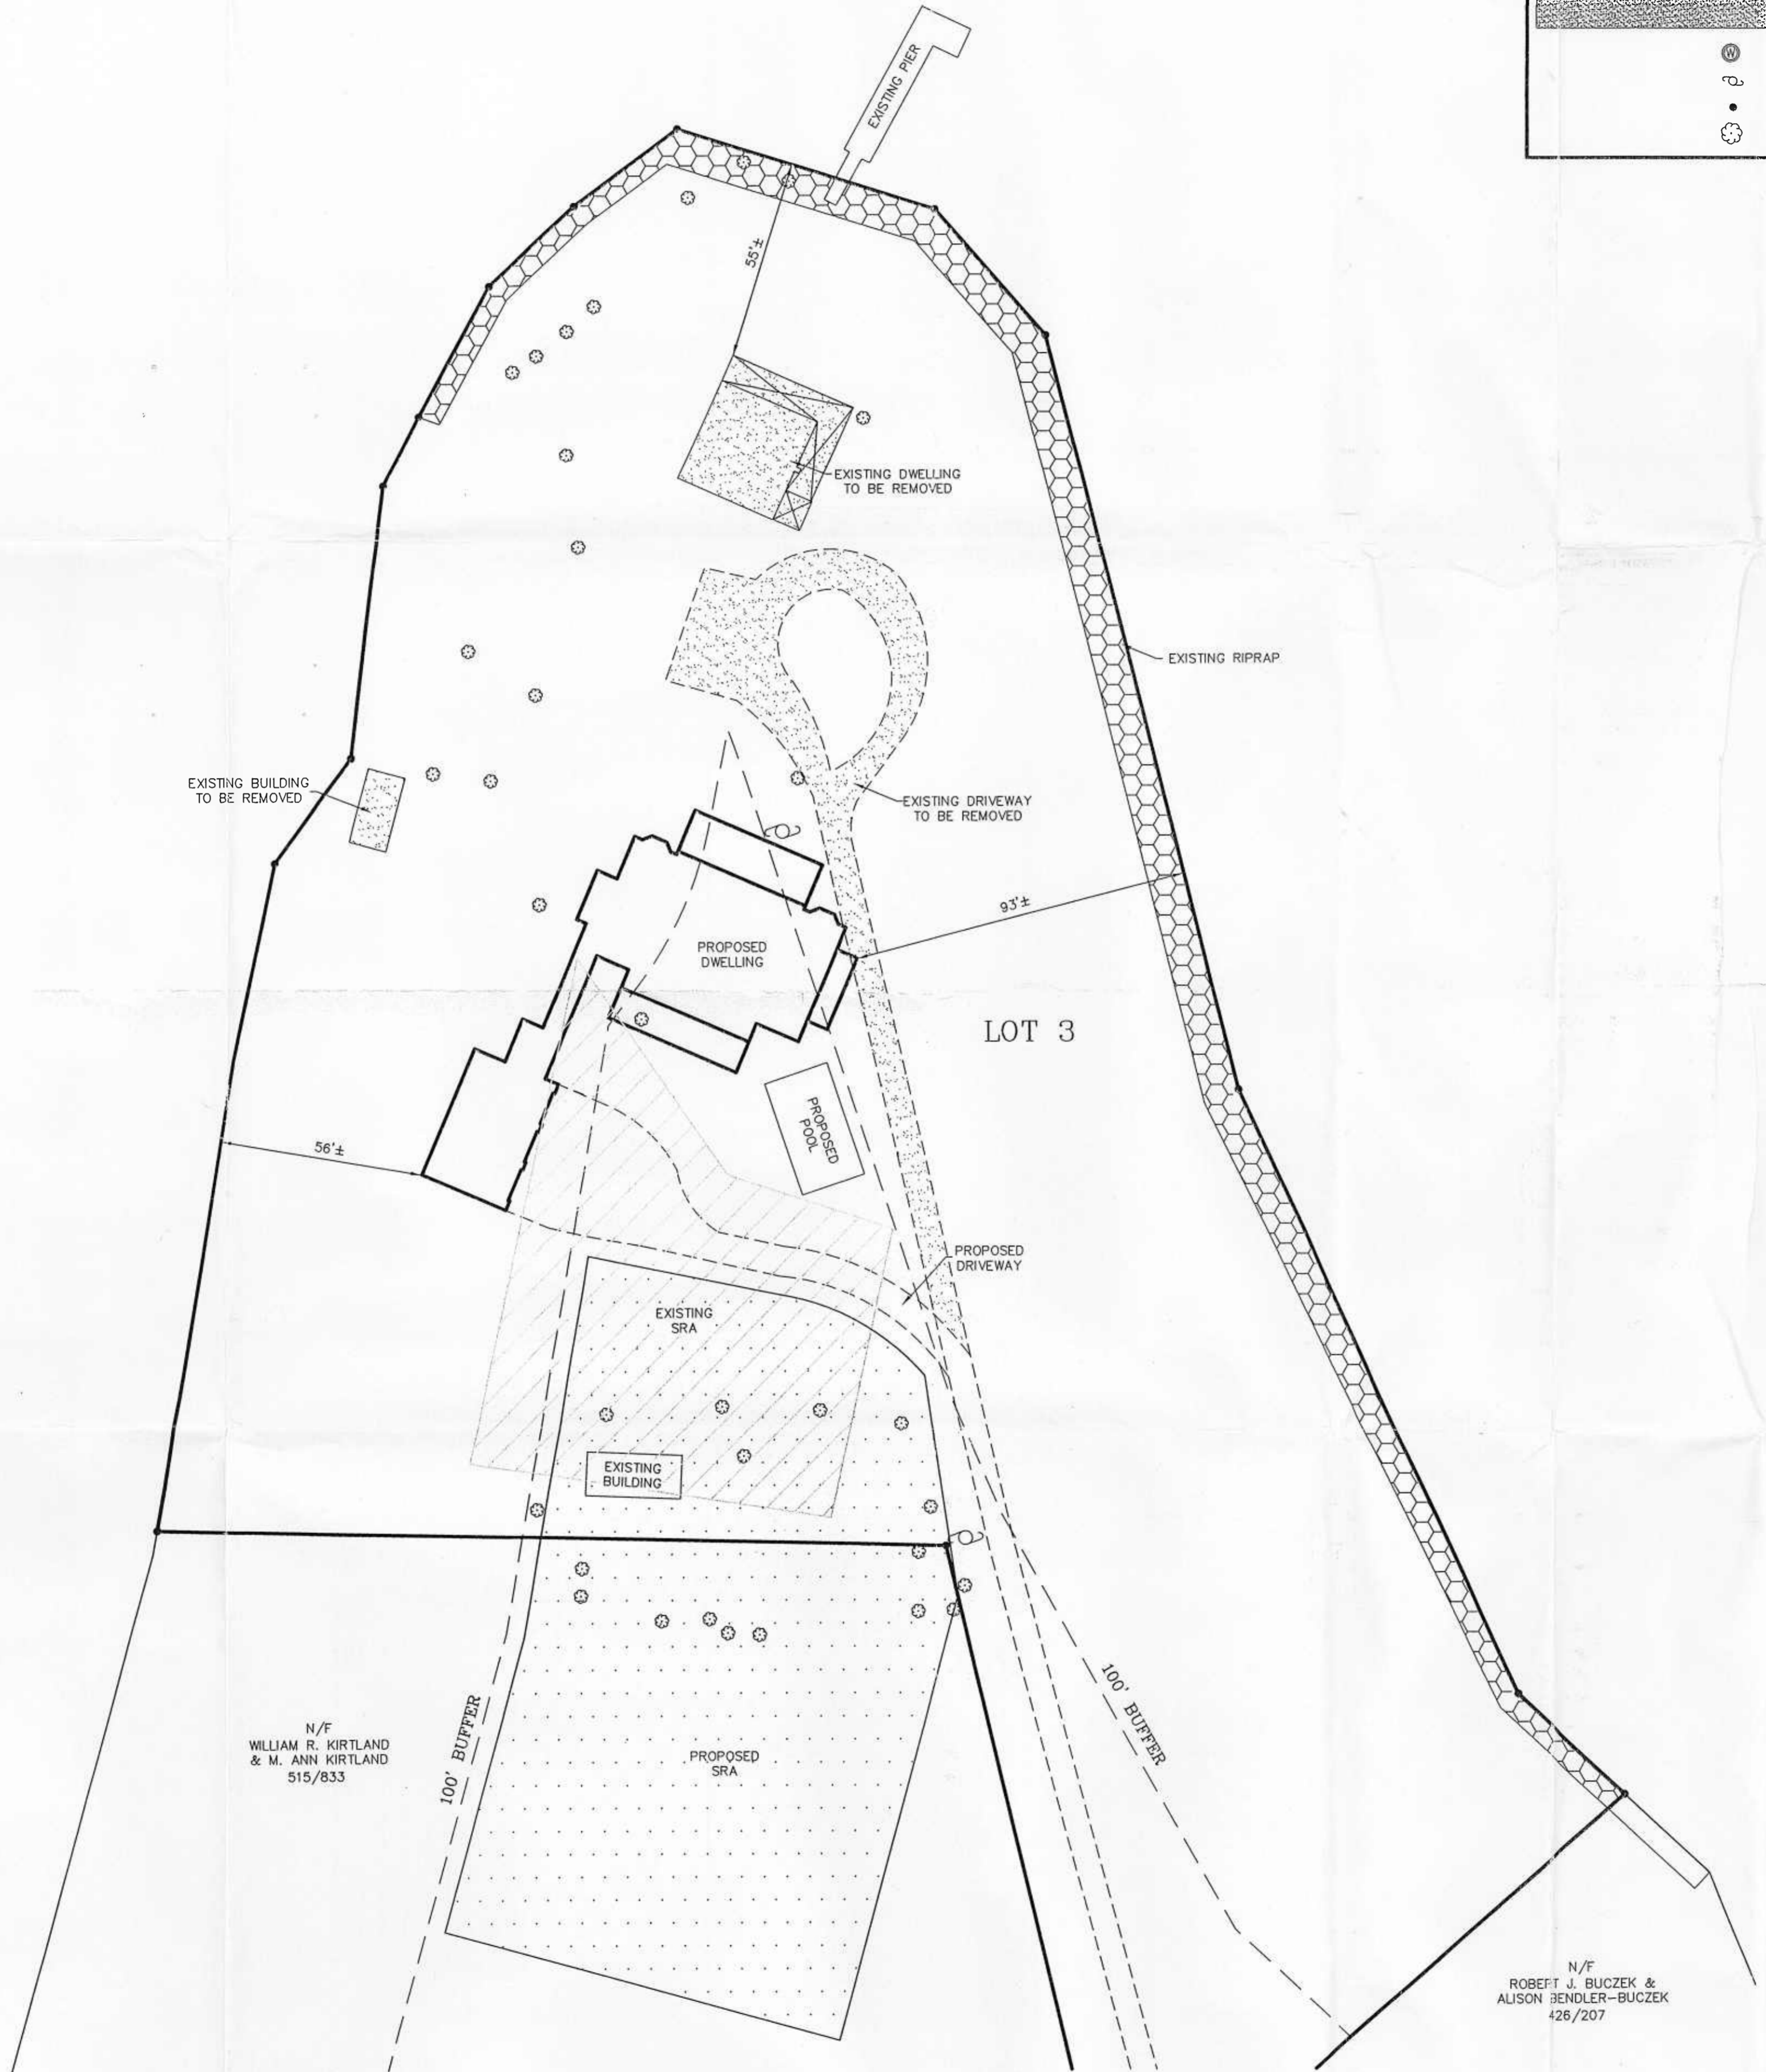 W
EXISTING PIER
55'±
EXISTING DWELLING
TO BE REMOVED
EXISTING RIPRAP
EXISTING BUILDING
TO BE REMOVED
EXISTING DRIVEWAY
TO BE REMOVED
93'±
PROPOSED
DWELLING
LOT 3
PROPOSED
POOL
56'±
PROPOSED
DRIVEWAY
EXISTING
SRA
EXISTING
BUILDING
100' BUFFER
100' BUFFER
N/F
WILLIAM R. KIRTLAND
& M. ANN KIRTLAND
515/833
PROPOSED
SRA
N/F
ROBERT J. BUCZEK &
ALISON BENDLER-BUCZEK
426/207